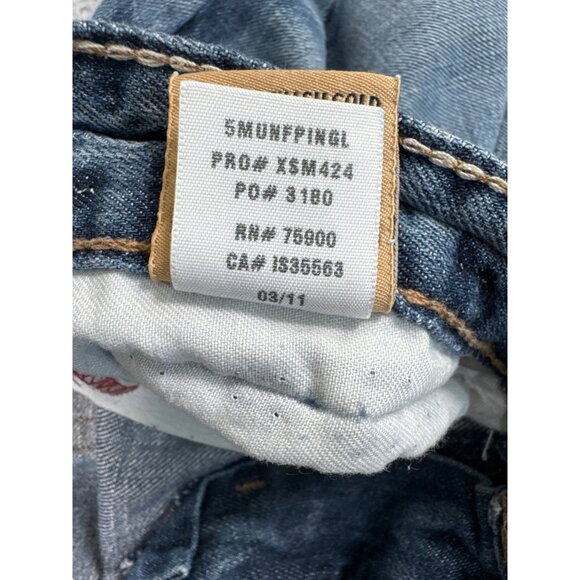 5MUNFPINGL
PRO# XSM424
PO# 3180
RN# 75900
CA# IS35563
03/11